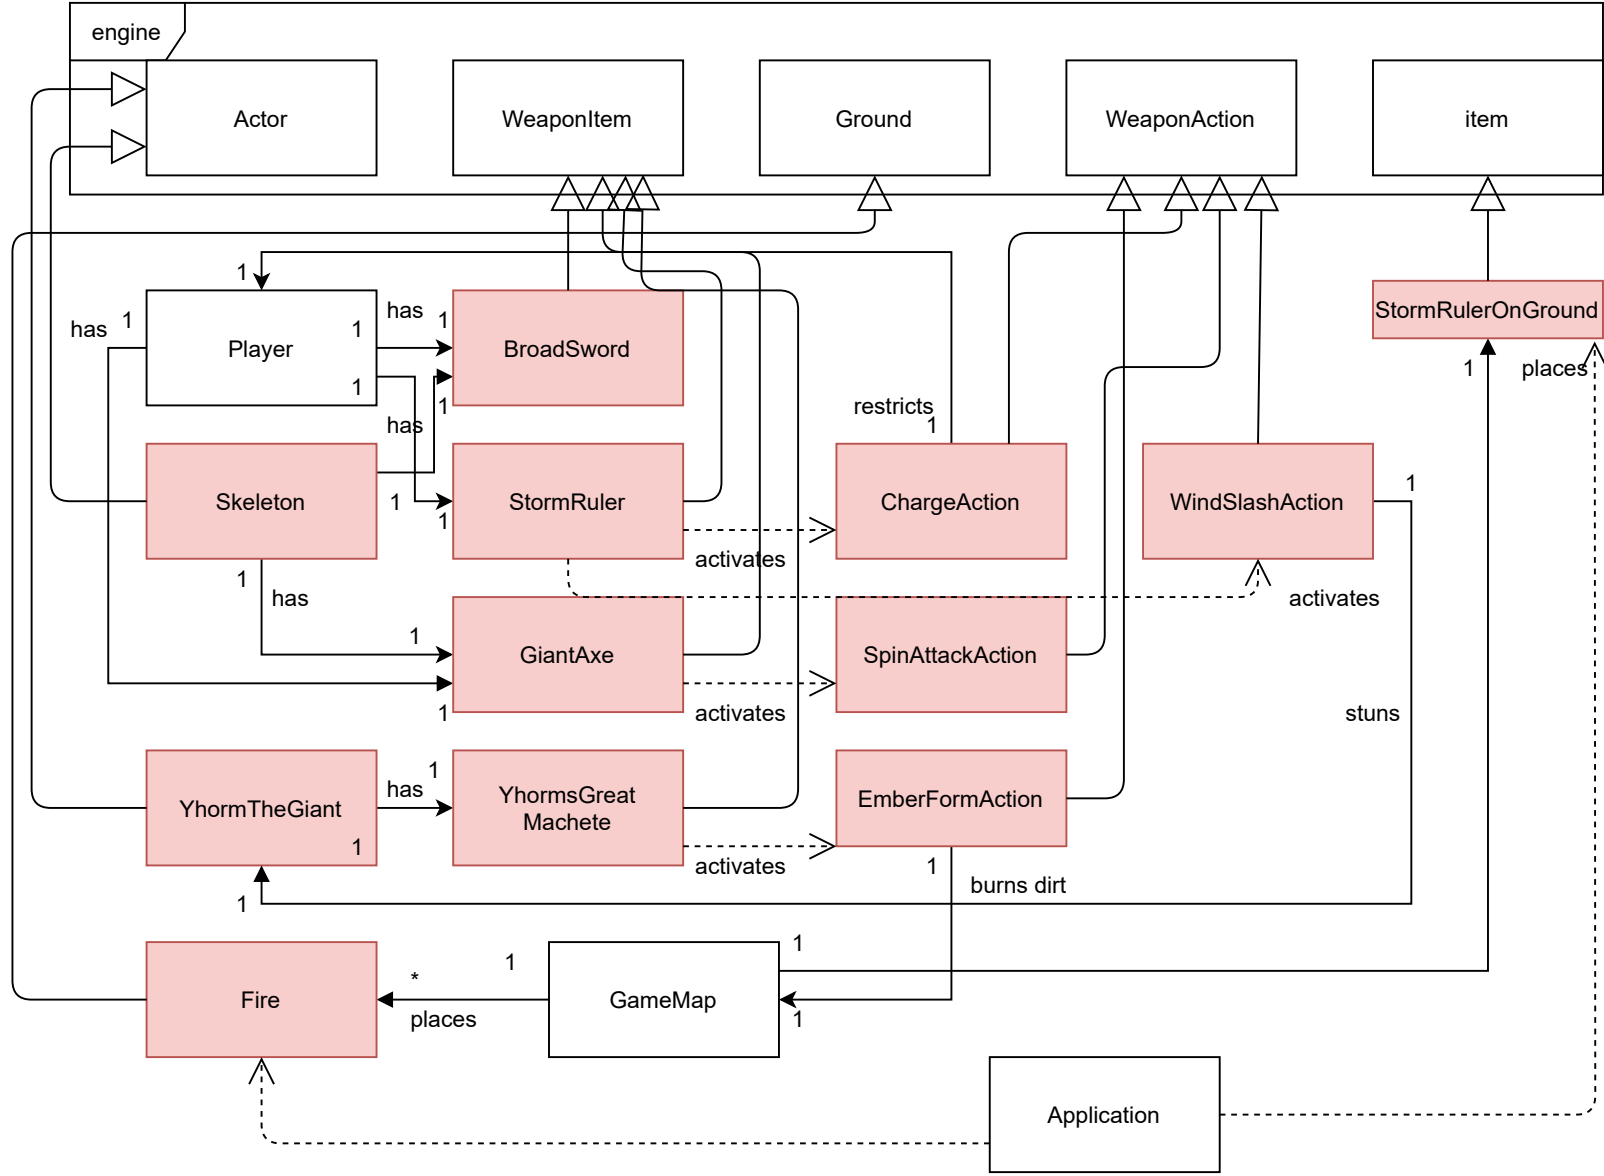 engine
Actor
WeaponItem
Ground
WeaponAction
item
1
has
1
1
has
1
Player
1
BroadSword
StormRulerOnGround
1
places
1
has
restricts
1
Skeleton
1
1
StormRuler
ChargeAction
WindSlashAction
1
activates
1
has
activates
1
GiantAxe
SpinAttackAction
1
activates
stuns
YhormTheGiant
1
has
1
YhormsGreat
Machete
EmberFormAction
activates
1
burns dirt
1
Fire
*
places
1
GameMap
1
1
Application